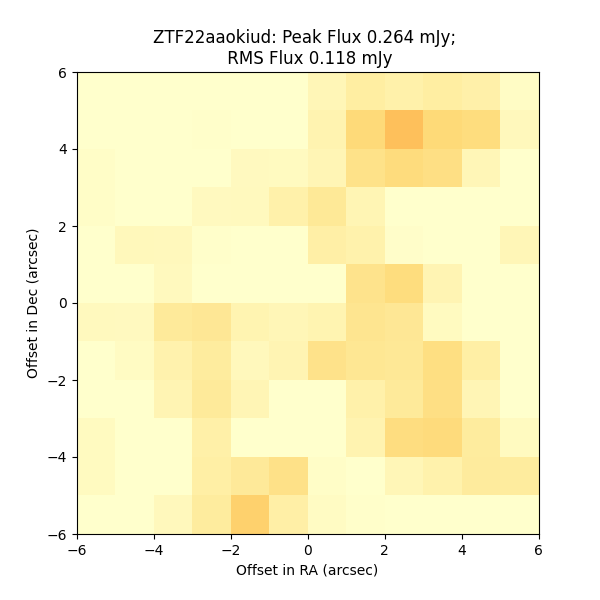 ZTF22aaokiud: Peak Flux 0.264 mJy;
RMS Flux 0.118 mJy
6
4
2
0
−2
−4
−6
Offset in Dec (arcsec)
−6 −4 −2 0 2 4 6
Offset in RA (arcsec)